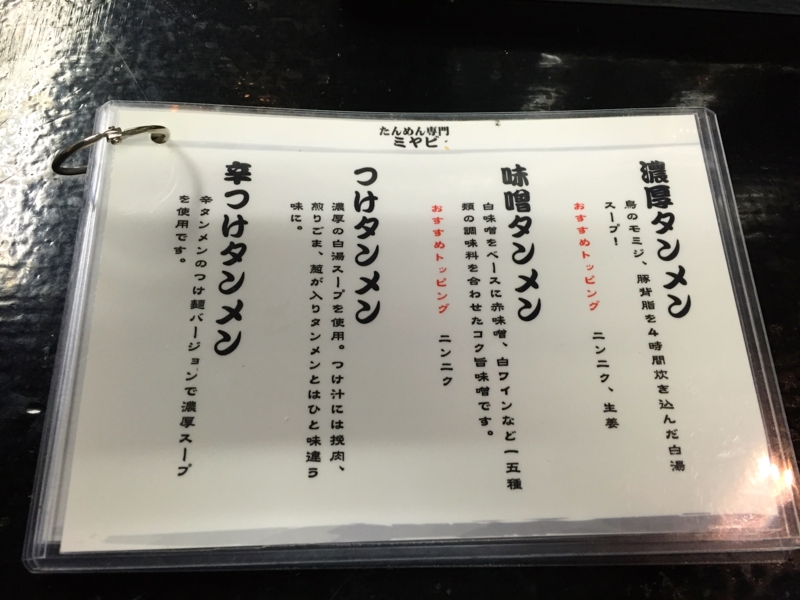 たんめん専門
ミヤビ
濃厚タンメン
鳥のモミジ、豚背脂を4時間炊き込んだ白湯
スープ！
おすすめトッピング　ニンニク、生姜
味噌タンメン
白味噌をベースに赤味噌、白ワインなど一五種
類の調味料を合わせたコク旨味噌です。
おすすめトッピング　ニンニク
つけタンメン
濃厚の白湯スープを使用。つけ汁には挽肉、
煎りごま、葱が入りタンメンとはひと味違う
味に。
辛つけタンメン
辛タンメンのつけ麺バージョンで濃厚スープ
を使用です。